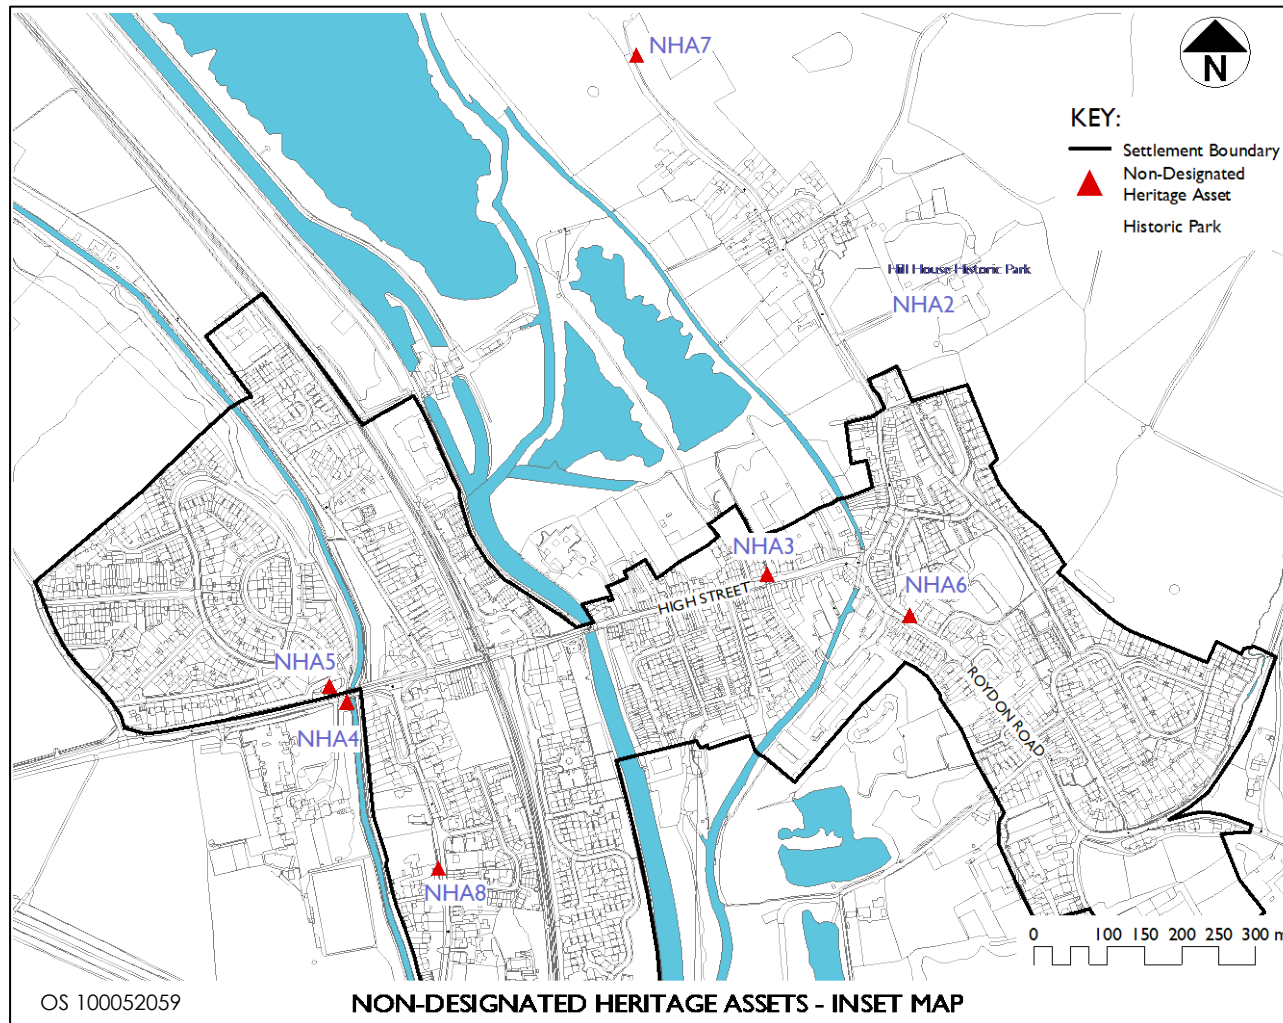 NHA7
N
KEY:
Settlement Boundary
Non-Designated
Heritage Asset
Historic Park
Hill House Historic Park
NHA2
NHA3
HIGH STREET
NHA6
NHA5
ROYDON ROAD
NHA4
NHA8
0 100 150 200 250 300 m
OS 100052059
NON-DESIGNATED HERITAGE ASSETS - INSET MAP